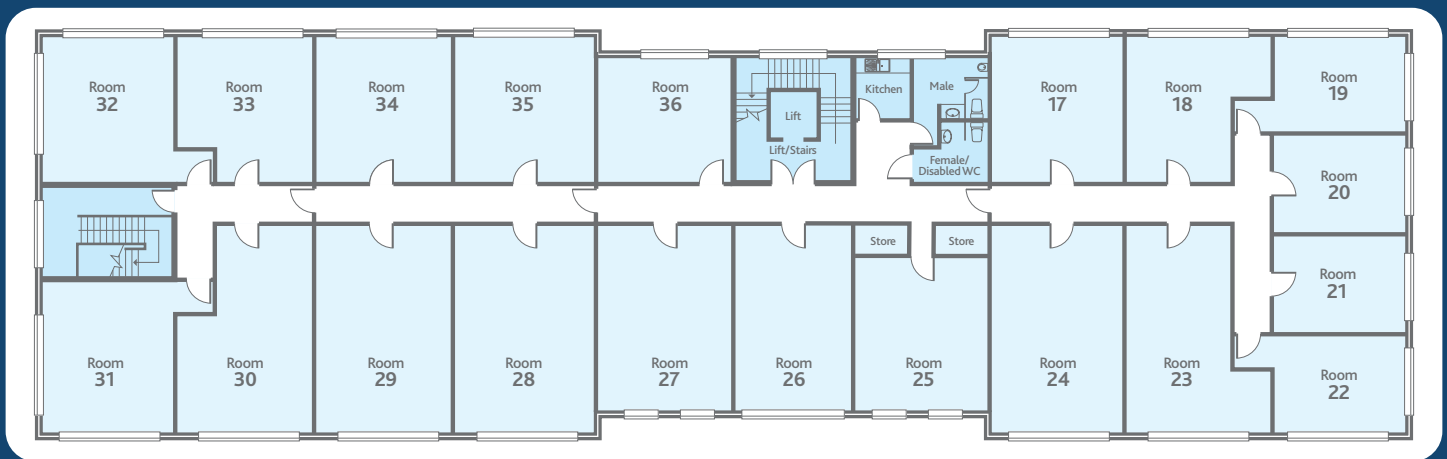 Room
32
Room
33
Room
34
Room
35
Room
36
Lift
Lift/Stairs
Kitchen
Male
Female/
Disabled WC
Room
17
Room
18
Room
19
Room
20
Room
21
Room
22
Store
Store
Room
31
Room
30
Room
29
Room
28
Room
27
Room
26
Room
25
Room
24
Room
23